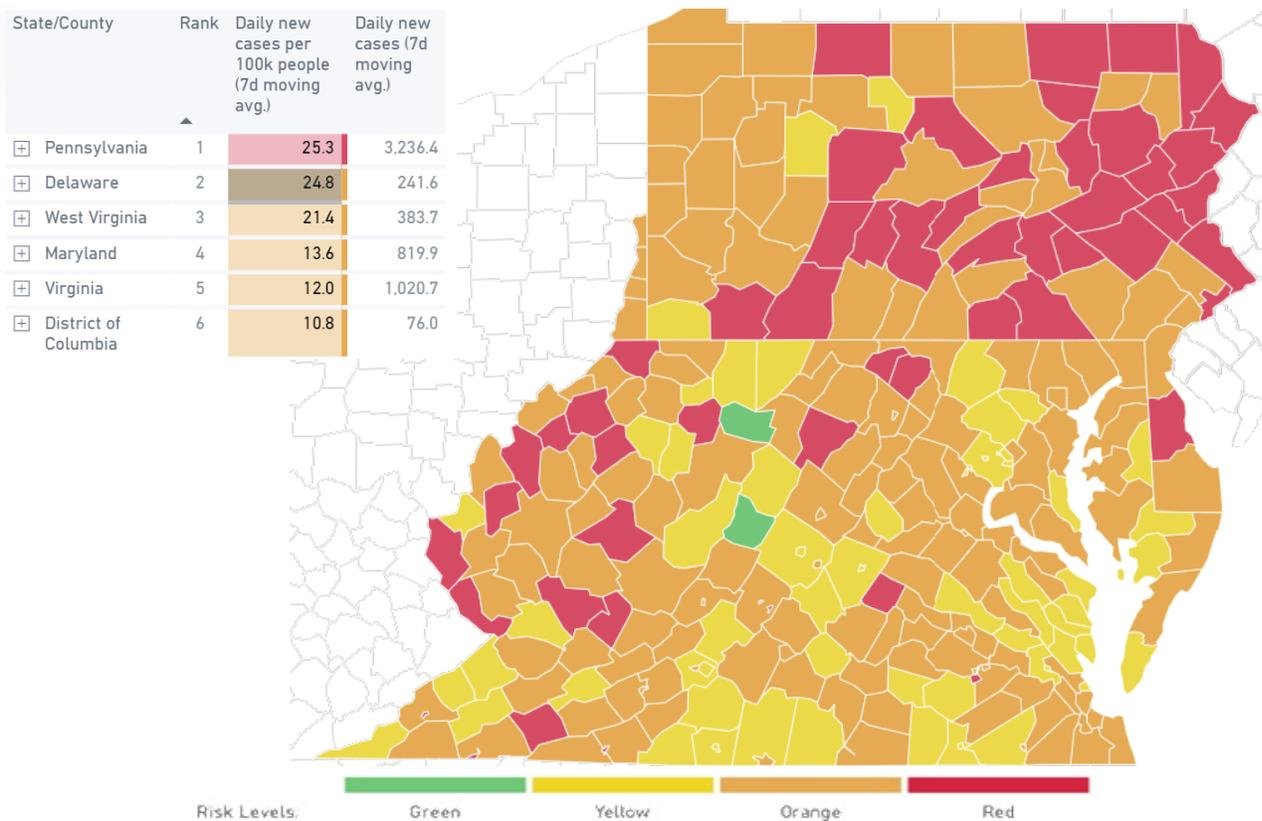 State/County Rank Daily new cases per 100k people (7d moving avg.) Daily new cases (7d moving avg.)
Pennsylvania 1 25.3 3,236.4
Delaware 2 24.8 241.6
West Virginia 3 21.4 383.7
Maryland 4 13.6 819.9
Virginia 5 12.0 1,020.7
District of Columbia 6 10.8 76.0
Risk Levels: Green Yellow Orange Red